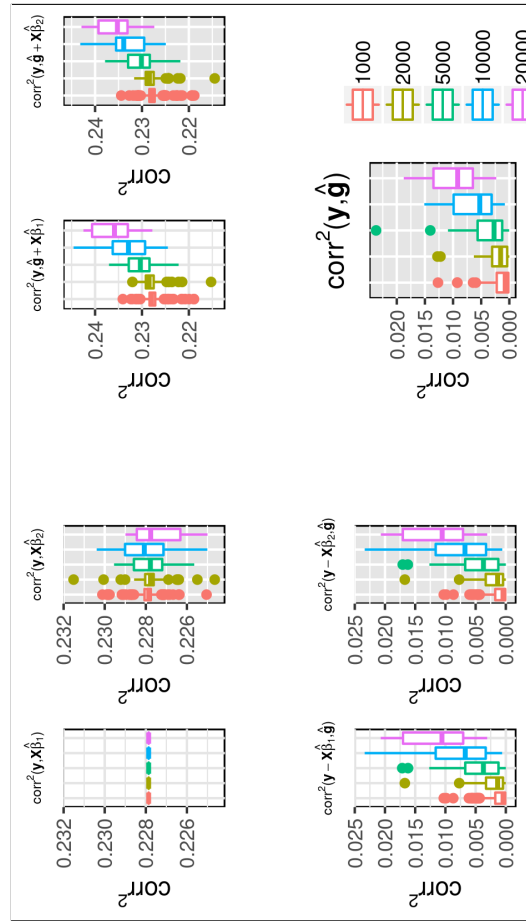 corr²(y,Xβ̂₁)
0.232
0.230
0.228
0.226
corr²
corr²(y,Xβ̂₂)
0.232
0.230
0.228
0.226
corr²
corr²(y,ĝ + Xβ̂₁)
0.24
0.23
0.22
corr²
corr²(y,ĝ + Xβ̂₂)
0.24
0.23
0.22
corr²
corr²(y − Xβ̂₁,ĝ)
0.025
0.020
0.015
0.010
0.005
0.000
corr²
corr²(y − Xβ̂₂,ĝ)
0.025
0.020
0.015
0.010
0.005
0.000
corr²
corr²(y,ĝ)
0.020
0.015
0.010
0.005
0.000
corr²
1000
2000
5000
10000
20000